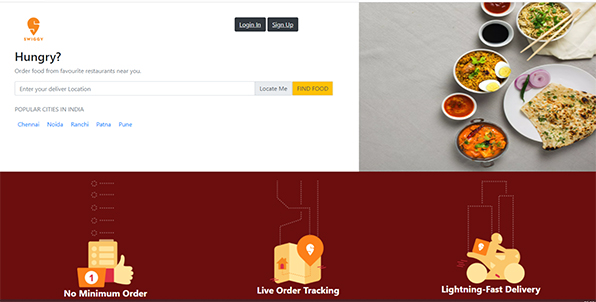 SWIGGY
Login In Sign Up
Hungry?
Order food from favourite restaurants near you.
Enter your deliver Location Locate Me FIND FOOD
POPULAR CITIES IN INDIA
Chennai Noida Ranchi Patna Pune
1
No Minimum Order
Live Order Tracking
Lightning-Fast Delivery